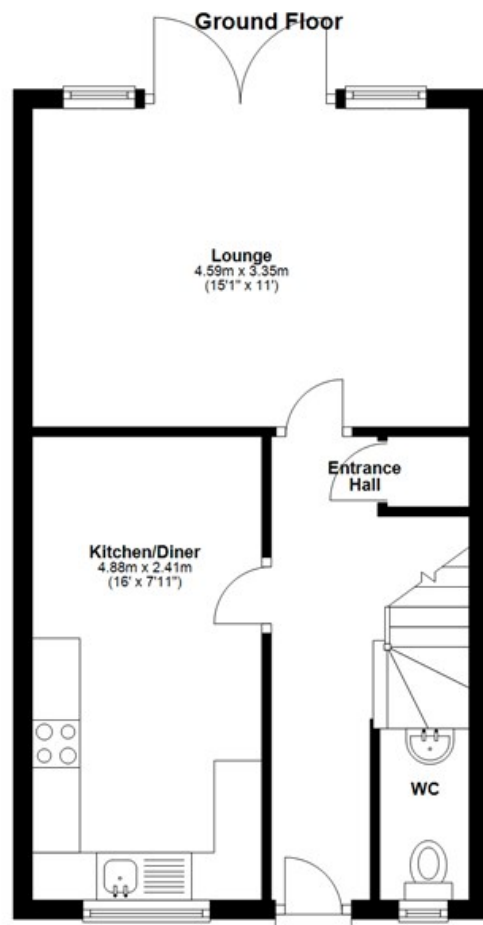 Ground Floor
Lounge
4.59m x 3.35m
(15'1" x 11')
Entrance
Hall
Kitchen/Diner
4.88m x 2.41m
(16' x 7'11")
WC